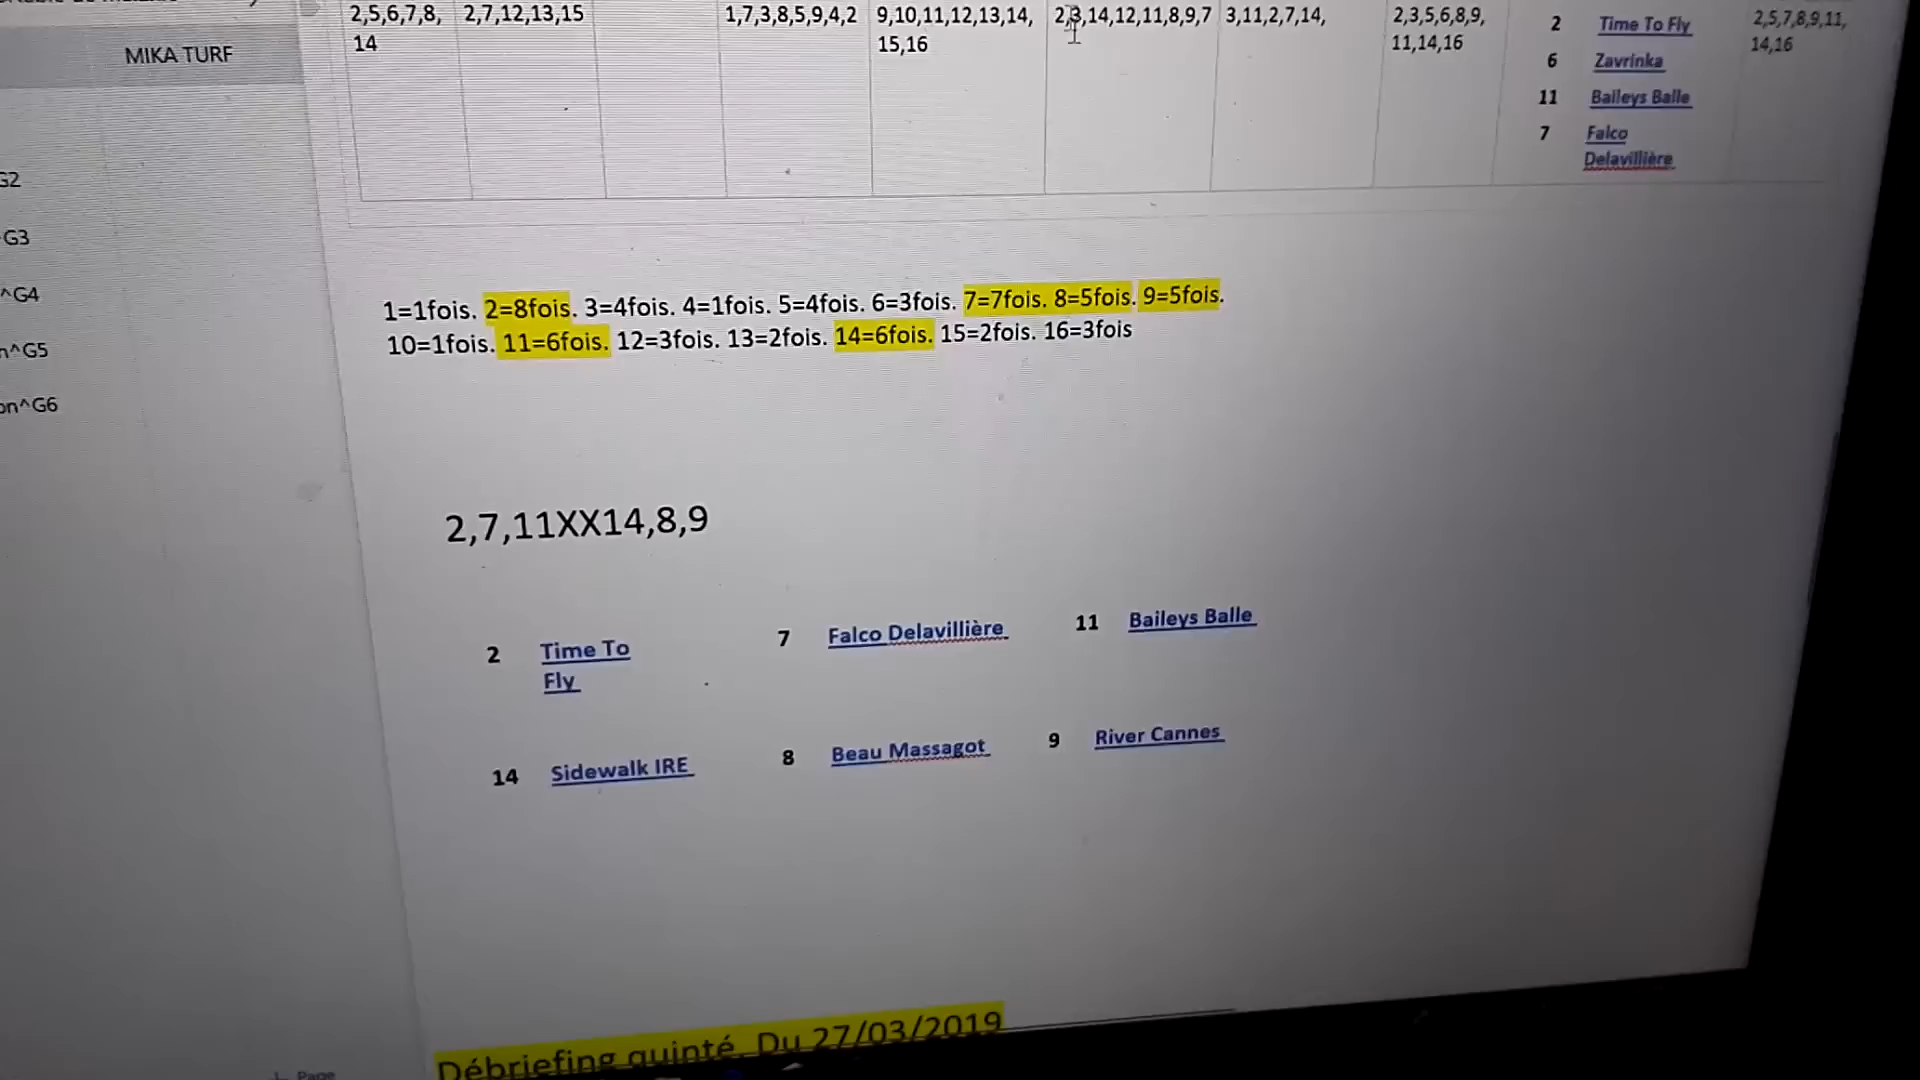 MIKA TURF
2,5,6,7,8,
14
2,7,12,13,15
1,7,3,8,5,9,4,2
9,10,11,12,13,14,
15,16
2,3,14,12,11,8,9,7
3,11,2,7,14,
2,3,5,6,8,9,
11,14,16
2 Time To Fly
6 Zavrinka
11 Baileys Balle
7 Falco
Delavillière
2,5,7,8,9,11,
14,16
G2
G3
^G4
n^G5
on^G6
1=1fois. 2=8fois. 3=4fois. 4=1fois. 5=4fois. 6=3fois. 7=7fois. 8=5fois. 9=5fois.
10=1fois. 11=6fois. 12=3fois. 13=2fois. 14=6fois. 15=2fois. 16=3fois
2,7,11XX14,8,9
2 Time To
Fly
7 Falco Delavillière
11 Baileys Balle
14 Sidewalk IRE
8 Beau Massagot
9 River Cannes
Débriefing quinté. Du 27/03/2019
Page